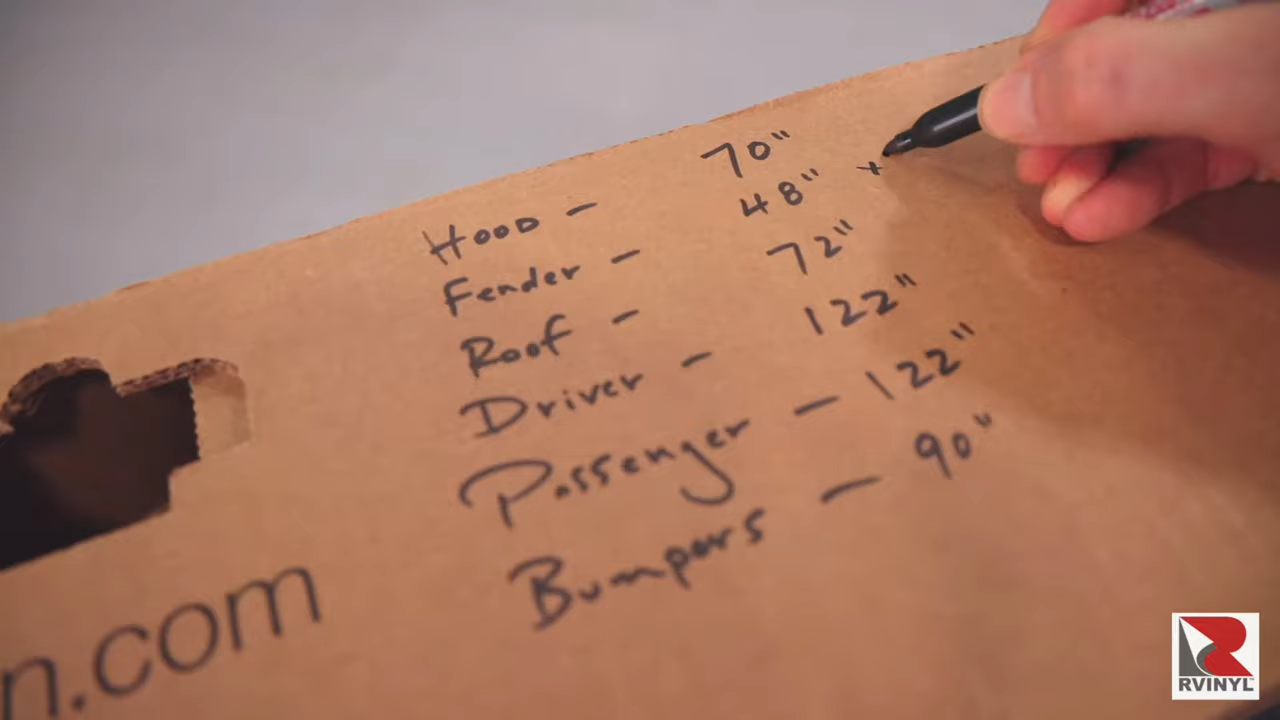 Hood - 70"
Fender - 48" x
Roof - 72"
Driver - 122"
Passenger - 122"
Bumpers - 90"
n.com
RVINYL